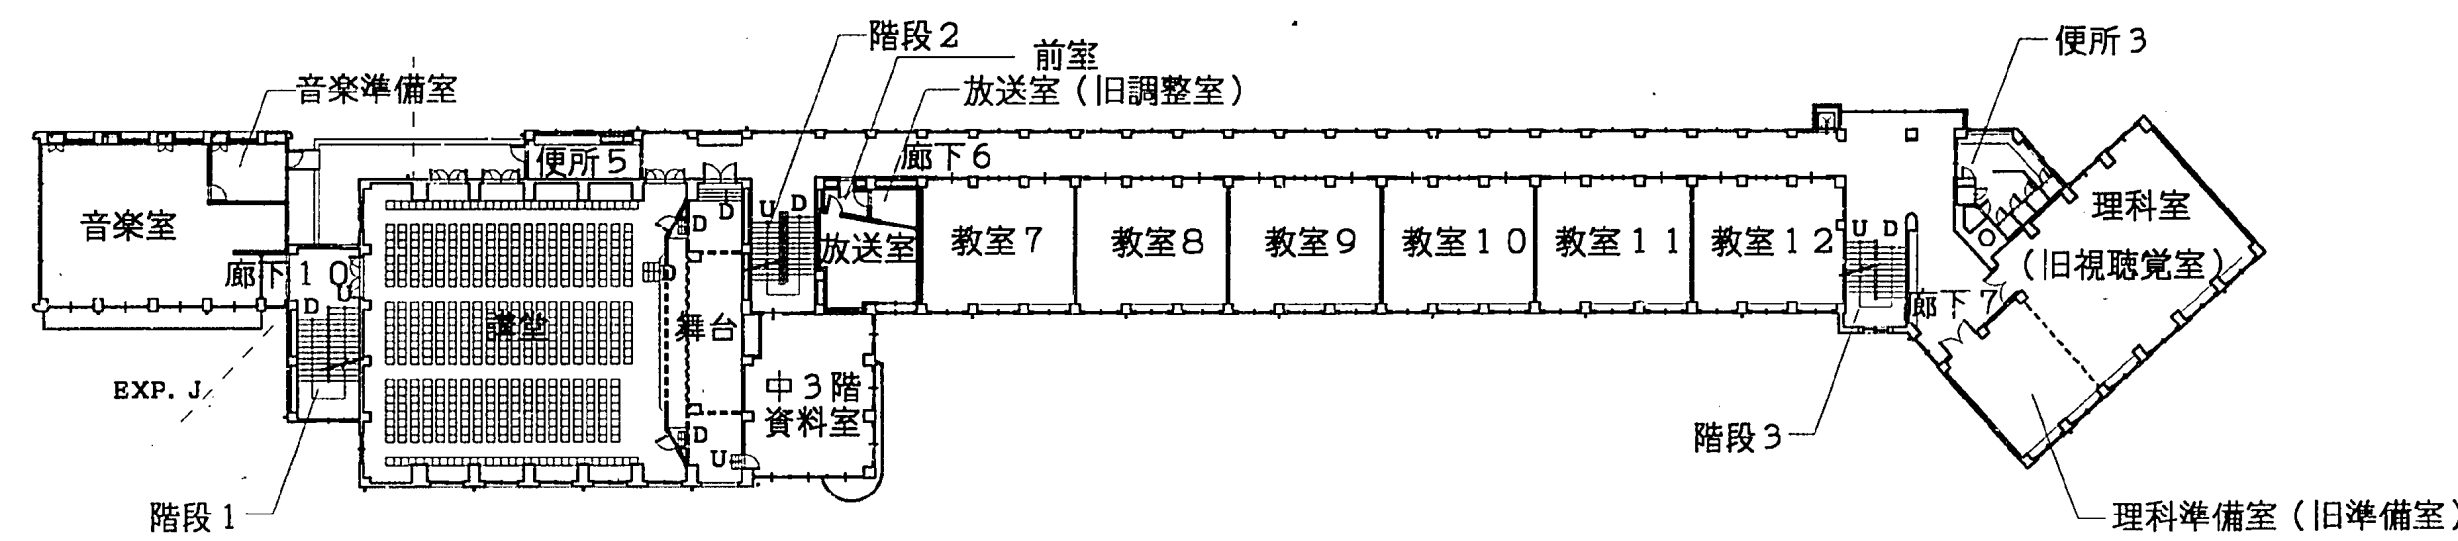 階段2
前室
便所3
音楽準備室
放送室（旧調整室）
便所5
廊下6
音楽室
U D
D
D
放送室
教室7
教室8
教室9
教室10
教室11
教室12
U D
理科室
（旧視聴覚室）
廊下10
U
D
D
講堂
舞台
廊下7
EXP. J.
中3階
資料室
D
U
階段3
階段1
理科準備室（旧準備室）